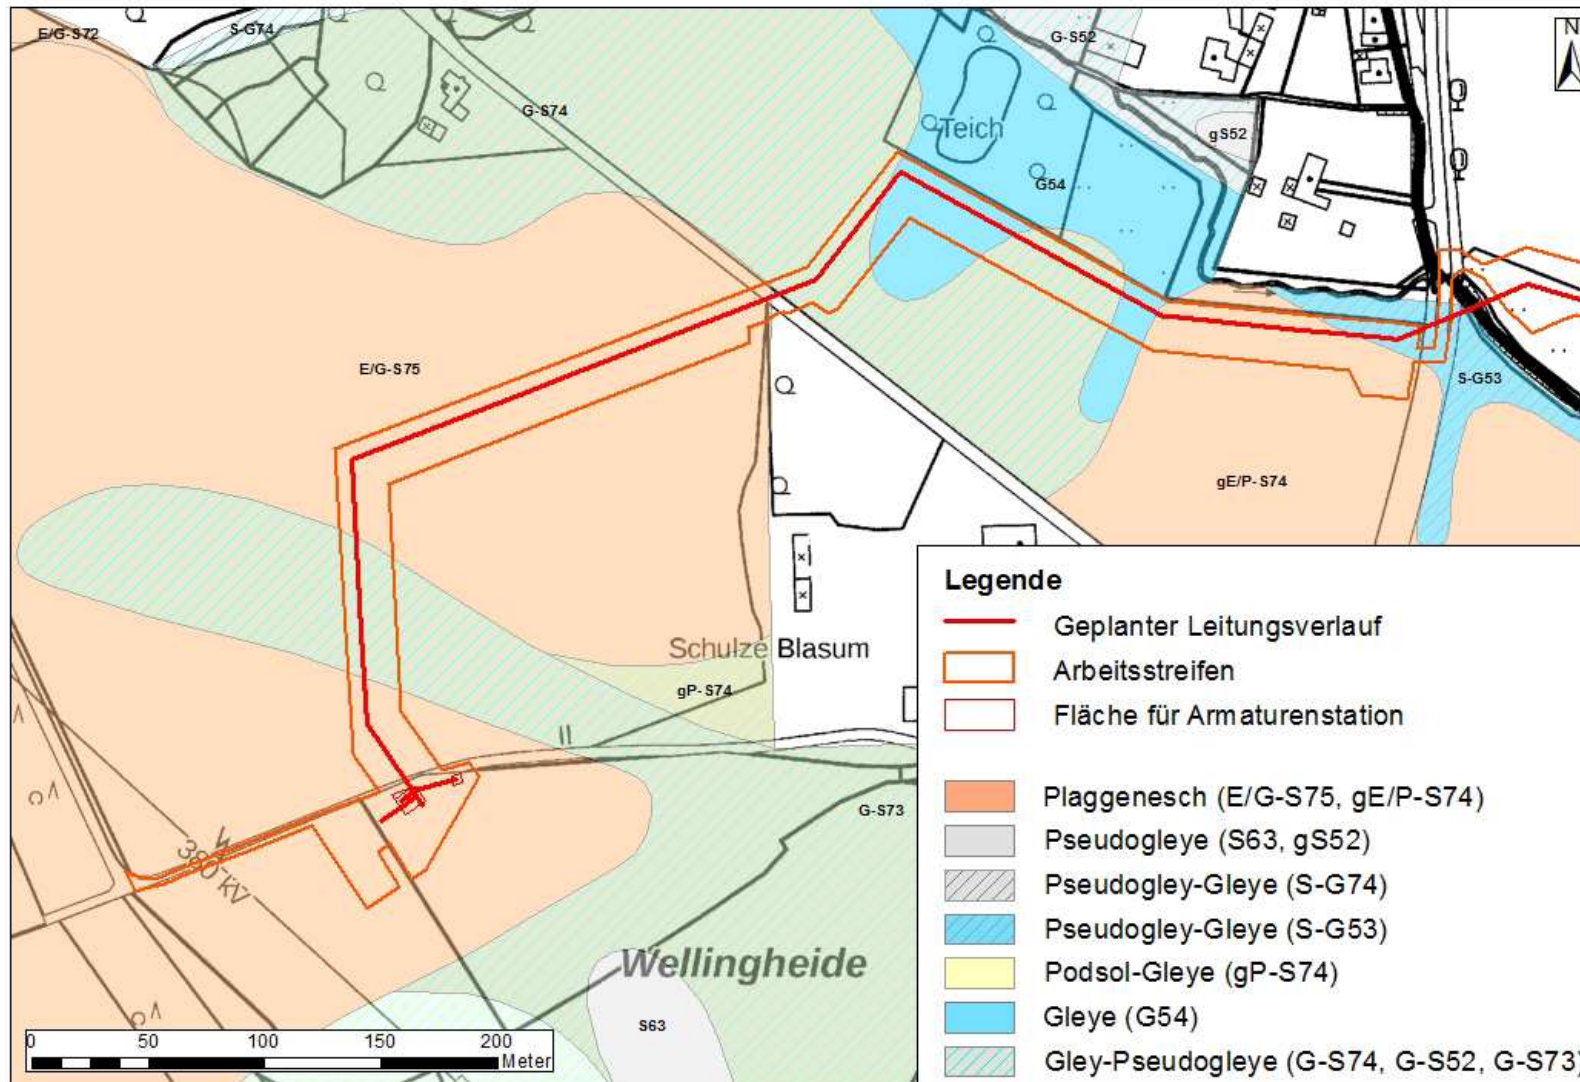 E/G-S72
S-G74
G-S52
N
G-S74
Teich
gS52
G54
E/G-S75
S-G53
gE/P-S74
Schulze Blasum
gP-S74
G-S73
380 kV
Wellingheide
S63
0 50 100 150 200
Meter
Legende
Geplanter Leitungsverlauf
Arbeitsstreifen
Fläche für Armaturenstation
Plaggenesch (E/G-S75, gE/P-S74)
Pseudogleye (S63, gS52)
Pseudogley-Gleye (S-G74)
Pseudogley-Gleye (S-G53)
Podsol-Gleye (gP-S74)
Gleye (G54)
Gley-Pseudogleye (G-S74, G-S52, G-S73)